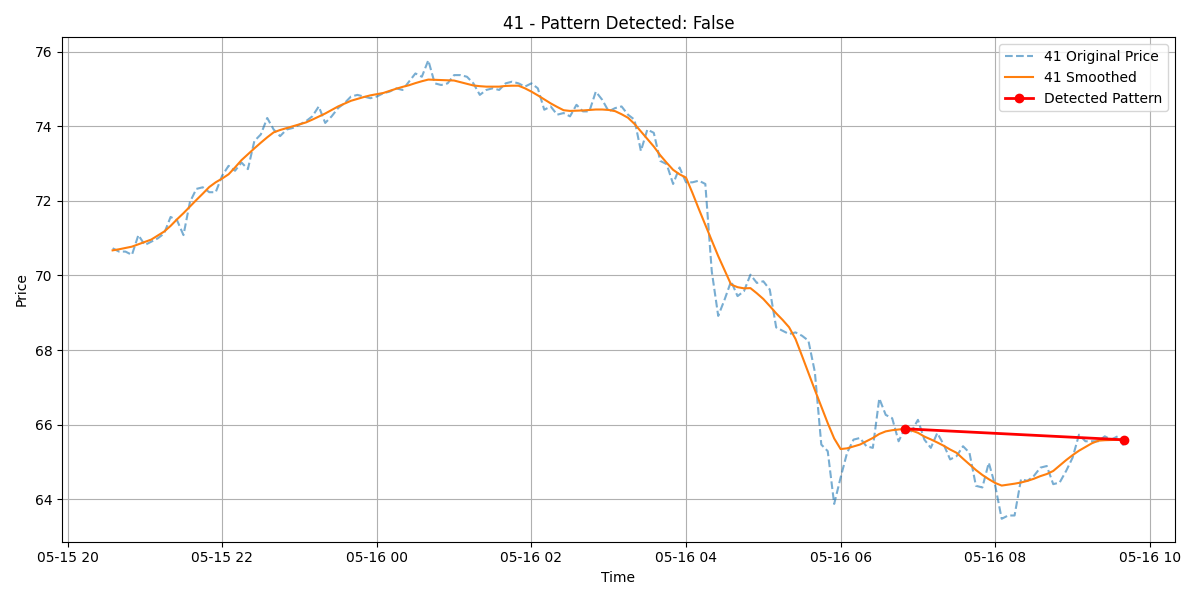 41 - Pattern Detected: False
41 Original Price
41 Smoothed
Detected Pattern
Price
76
74
72
70
68
66
64
05-15 20
05-15 22
05-16 00
05-16 02
05-16 04
05-16 06
05-16 08
05-16 10
Time